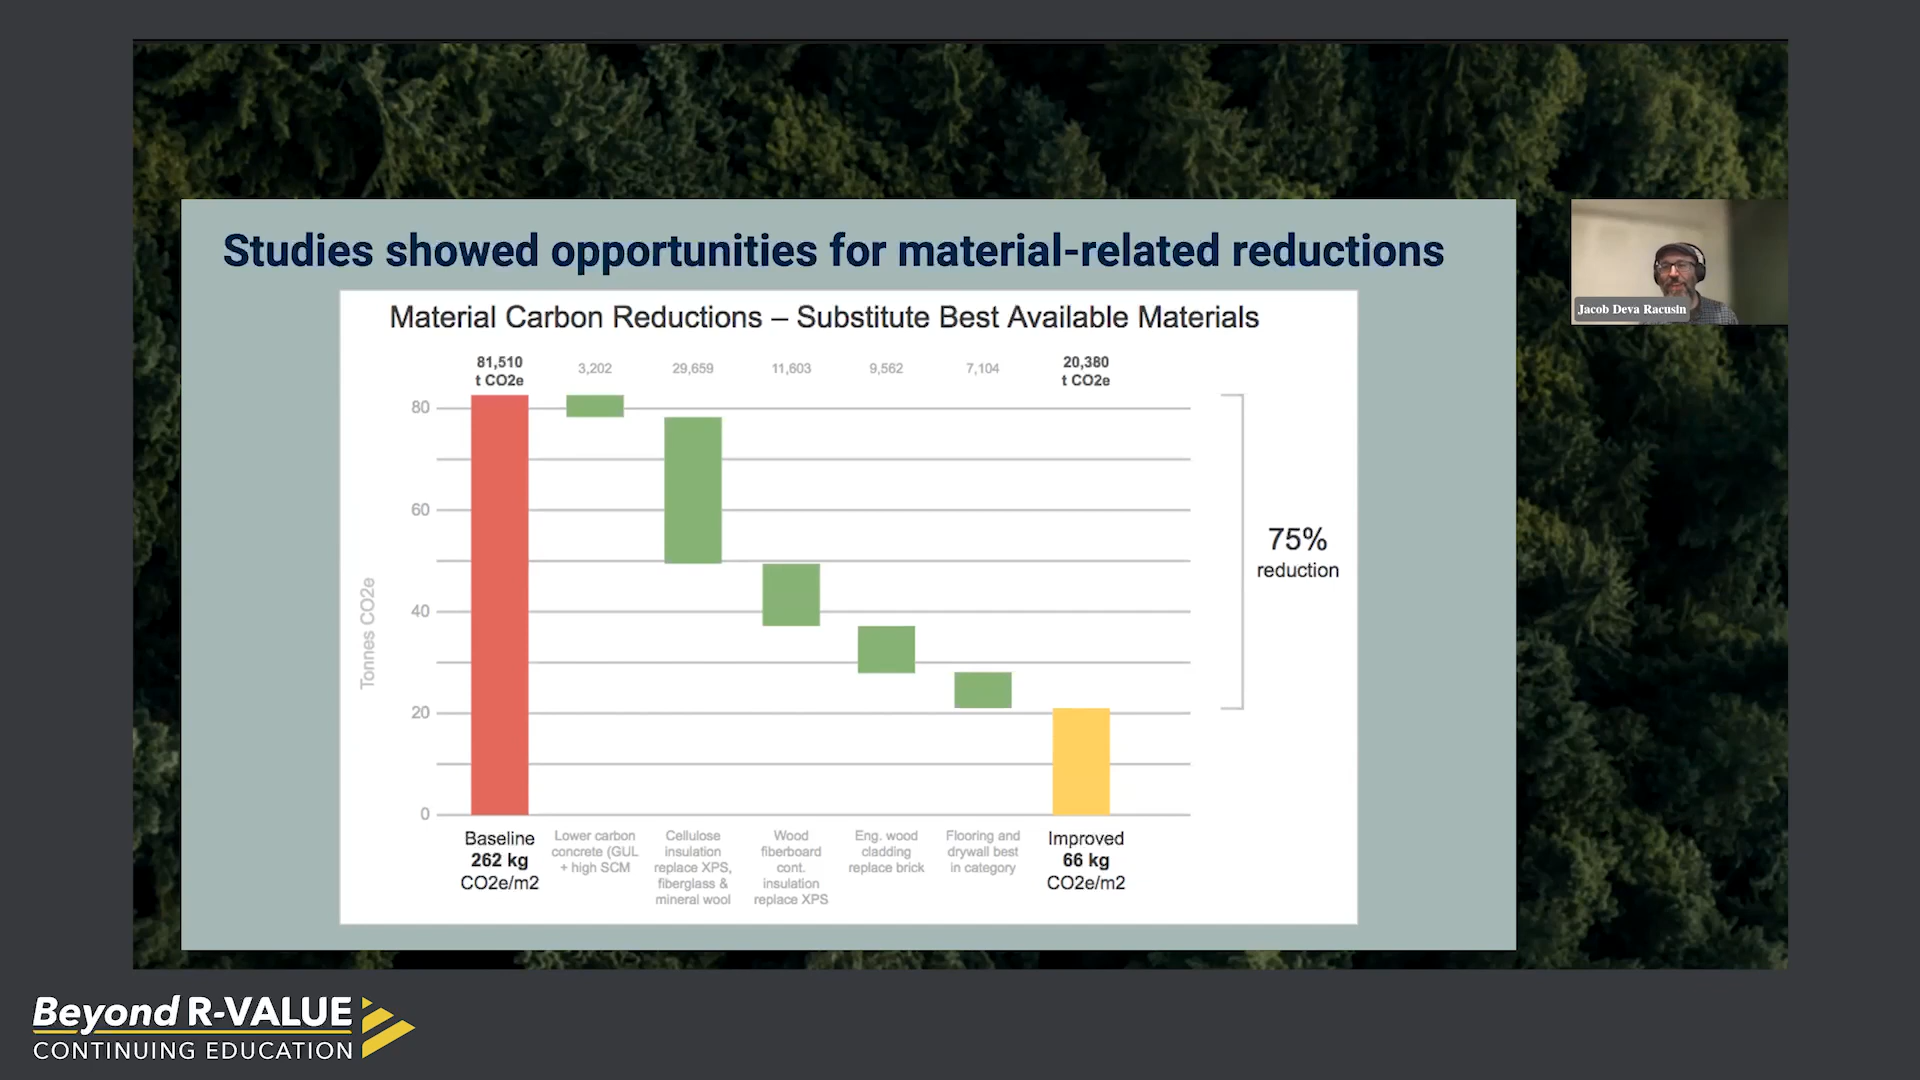 Studies showed opportunities for material-related reductions
Jacob Deva Racusin
Material Carbon Reductions – Substitute Best Available Materials
81,510
t CO2e
3,202
29,659
11,603
9,562
7,104
20,380
t CO2e
80
60
40
20
0
Tonnes CO2e
75%
reduction
Baseline
262 kg
CO2e/m2
Lower carbon
concrete (GUL
+ high SCM
Cellulose
insulation
replace XPS,
fiberglass &
mineral wool
Wood
fiberboard
cont.
insulation
replace XPS
Eng. wood
cladding
replace brick
Flooring and
drywall best
in category
Improved
66 kg
CO2e/m2
Beyond R-VALUE
CONTINUING EDUCATION